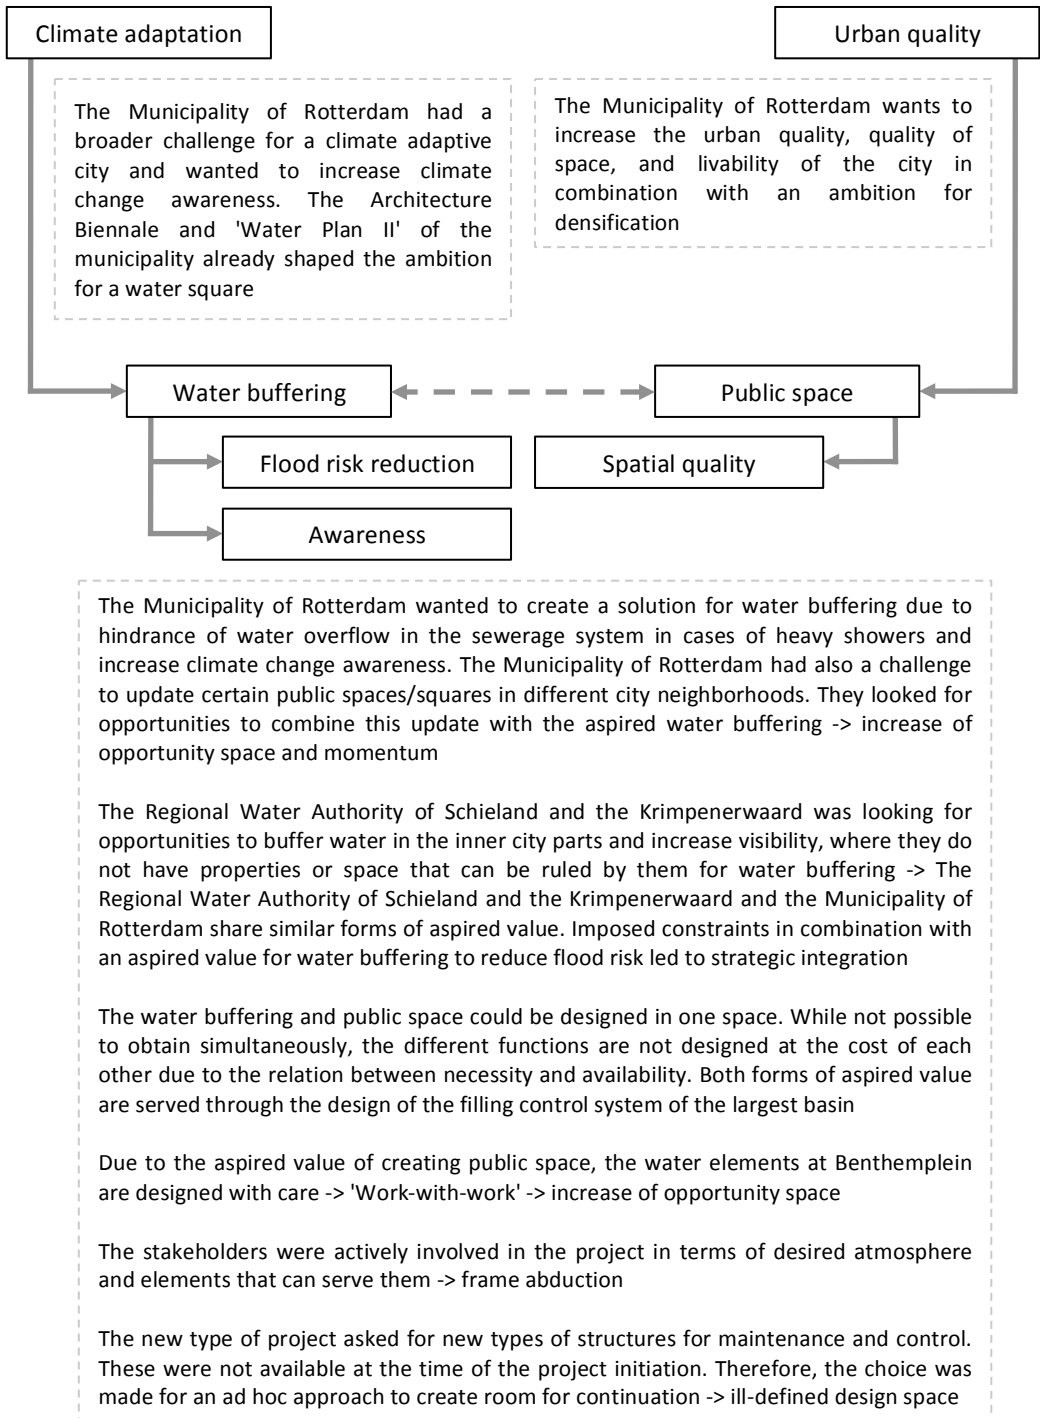 Climate adaptation
Urban quality
The Municipality of Rotterdam had a
broader challenge for a climate adaptive
city and wanted to increase climate
change awareness. The Architecture
Biennale and 'Water Plan II' of the
municipality already shaped the ambition
for a water square
The Municipality of Rotterdam wants to
increase the urban quality, quality of
space, and livability of the city in
combination with an ambition for
densification
Water buffering
Public space
Flood risk reduction
Spatial quality
Awareness
The Municipality of Rotterdam wanted to create a solution for water buffering due to
hindrance of water overflow in the sewerage system in cases of heavy showers and
increase climate change awareness. The Municipality of Rotterdam had also a challenge
to update certain public spaces/squares in different city neighborhoods. They looked for
opportunities to combine this update with the aspired water buffering -> increase of
opportunity space and momentum
The Regional Water Authority of Schieland and the Krimpenerwaard was looking for
opportunities to buffer water in the inner city parts and increase visibility, where they do
not have properties or space that can be ruled by them for water buffering -> The
Regional Water Authority of Schieland and the Krimpenerwaard and the Municipality of
Rotterdam share similar forms of aspired value. Imposed constraints in combination with
an aspired value for water buffering to reduce flood risk led to strategic integration
The water buffering and public space could be designed in one space. While not possible
to obtain simultaneously, the different functions are not designed at the cost of each
other due to the relation between necessity and availability. Both forms of aspired value
are served through the design of the filling control system of the largest basin
Due to the aspired value of creating public space, the water elements at Benthemplein
are designed with care -> 'Work-with-work' -> increase of opportunity space
The stakeholders were actively involved in the project in terms of desired atmosphere
and elements that can serve them -> frame abduction
The new type of project asked for new types of structures for maintenance and control.
These were not available at the time of the project initiation. Therefore, the choice was
made for an ad hoc approach to create room for continuation -> ill-defined design space